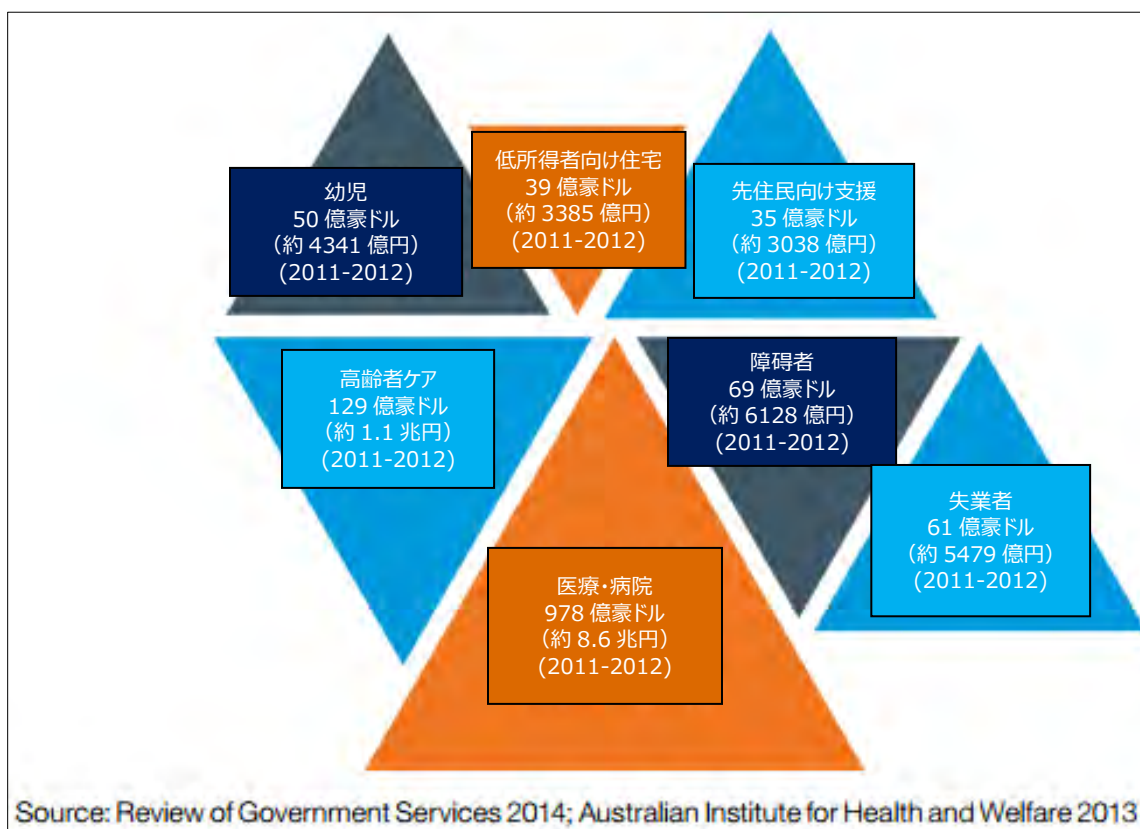 幼児
50 億豪ドル
（約 4341 億円）
(2011-2012)
低所得者向け住宅
39 億豪ドル
（約 3385 億円）
(2011-2012)
先住民向け支援
35 億豪ドル
（約 3038 億円）
(2011-2012)
高齢者ケア
129 億豪ドル
（約 1.1 兆円）
(2011-2012)
障碍者
69 億豪ドル
（約 6128 億円）
(2011-2012)
失業者
61 億豪ドル
（約 5479 億円）
(2011-2012)
医療・病院
978 億豪ドル
（約 8.6 兆円）
(2011-2012)
Source: Review of Government Services 2014; Australian Institute for Health and Welfare 2013